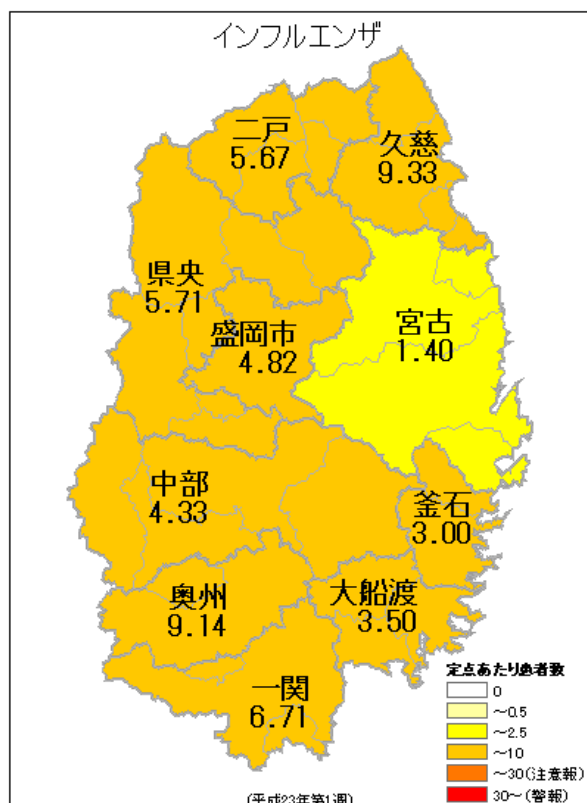 インフルエンザ
二戸
5.67
久慈
9.33
県央
5.71
盛岡市
4.82
宮古
1.40
中部
4.33
釜石
3.00
奥州
9.14
大船渡
3.50
一関
6.71
定点あたり患者数
0
～0.5
～2.5
～10
～30(注意報)
30～(警報)
(平成23年第1週)